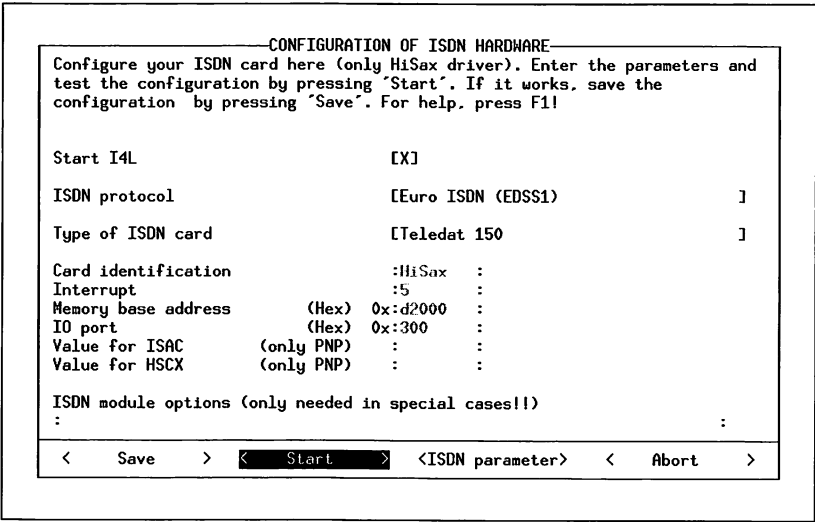 CONFIGURATION OF ISDN HARDWARE
Configure your ISDN card here (only HiSax driver). Enter the parameters and
test the configuration by pressing ´Start´. If it works, save the
configuration  by pressing ´Save´. For help, press F1!
Start I4L [X]
ISDN protocol [Euro ISDN (EDSS1) ]
Type of ISDN card [Teledat 150 ]
Card identification :HiSax :
Interrupt :5 :
Memory base address (Hex) 0x:d2000 :
IO port (Hex) 0x:300 :
Value for ISAC (only PNP) : :
Value for HSCX (only PNP) : :
ISDN module options (only needed in special cases!!)
: :
< Save > < Start > <ISDN parameter> < Abort >